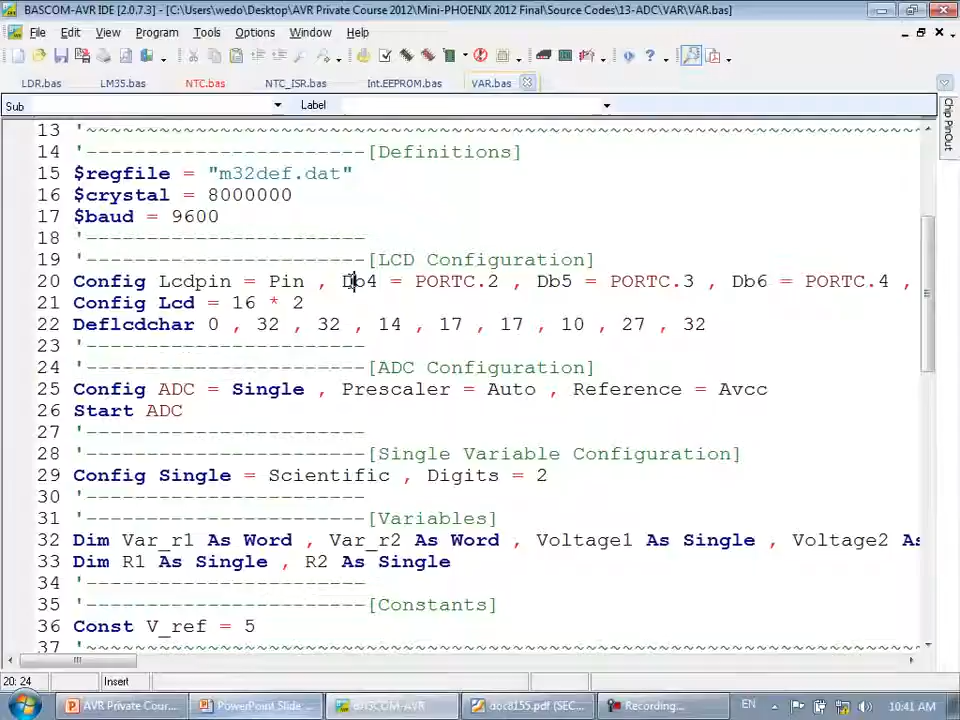 BASCOM-AVR IDE [2.0.7.3] - [C:\Users\wedo\Desktop\AVR Private Course 2012\Mini-PHOENIX 2012 Final\Source Codes\13-ADC\VAR\VAR.bas]
File Edit View Program Tools Options Window Help
LDR.bas LM35.bas NTC.bas NTC_ISR.bas Int.EEPROM.bas VAR.bas
Sub Label
Chip PinOut
13 '~~~~~~~~~~~~~~~~~~~~~~~~~~~~~~~~~~~~~~~~~~~~~~~~~~~~~~~~~~~~~~~~~~~~~
14 '-----------------------[Definitions]
15 $regfile = "m32def.dat"
16 $crystal = 8000000
17 $baud = 9600
18 '-----------------------
19 '-----------------------[LCD Configuration]
20 Config Lcdpin = Pin , Db4 = PORTC.2 , Db5 = PORTC.3 , Db6 = PORTC.4 ,
21 Config Lcd = 16 * 2
22 Deflcdchar 0 , 32 , 32 , 14 , 17 , 17 , 10 , 27 , 32
23 '-----------------------
24 '-----------------------[ADC Configuration]
25 Config ADC = Single , Prescaler = Auto , Reference = Avcc
26 Start ADC
27 '-----------------------
28 '-----------------------[Single Variable Configuration]
29 Config Single = Scientific , Digits = 2
30 '-----------------------
31 '-----------------------[Variables]
32 Dim Var_r1 As Word , Var_r2 As Word , Voltage1 As Single , Voltage2 As
33 Dim R1 As Single , R2 As Single
34 '-----------------------
35 '-----------------------[Constants]
36 Const V_ref = 5
37 '~~~~~~~~~~~~~~~~~~~~~~~~~~~~~~~~~~~~~~~~~~~~~~~~~~~~~~~~~~~~~~~~~~~~~
20: 24 Insert
AVR Private Cour... PowerPoint Slide ... BASCOM-AVR doc8155.pdf (SEC... Recording... EN 10:41 AM